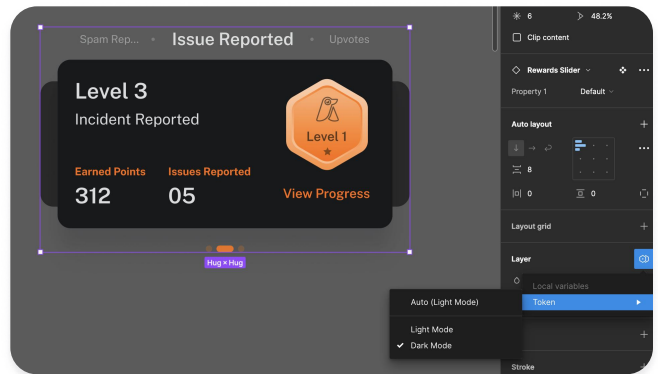 Spam Rep... • Issue Reported • Upvotes
Level 3
Incident Reported
Level 1
Earned Points
Issues Reported
312
05
View Progress
Hug × Hug
6
48.2%
Clip content
Rewards Slider
Property 1
Default
Auto layout
8
0
0
Layout grid
Layer
Local variables
Token
Auto (Light Mode)
Light Mode
Dark Mode
Stroke